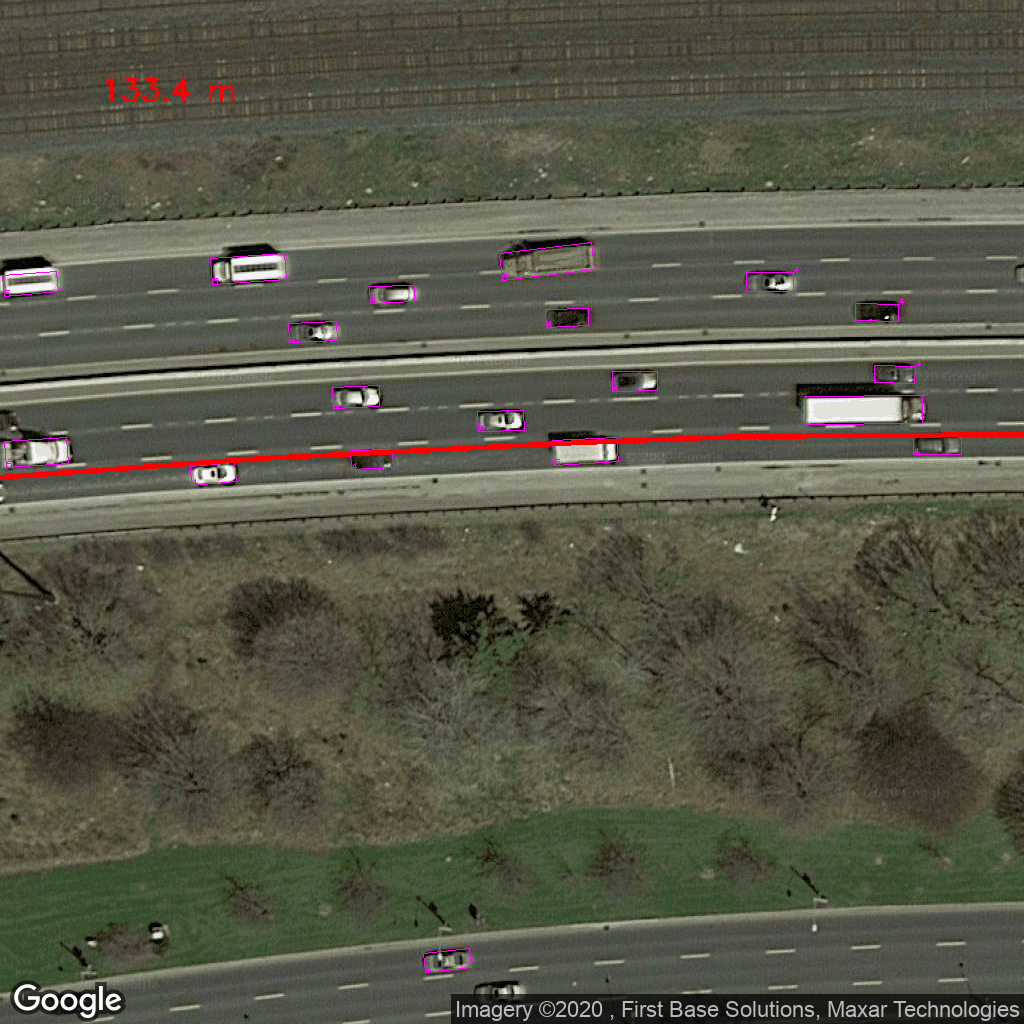 133.4 m
Google
Imagery ©2020 , First Base Solutions, Maxar Technologies